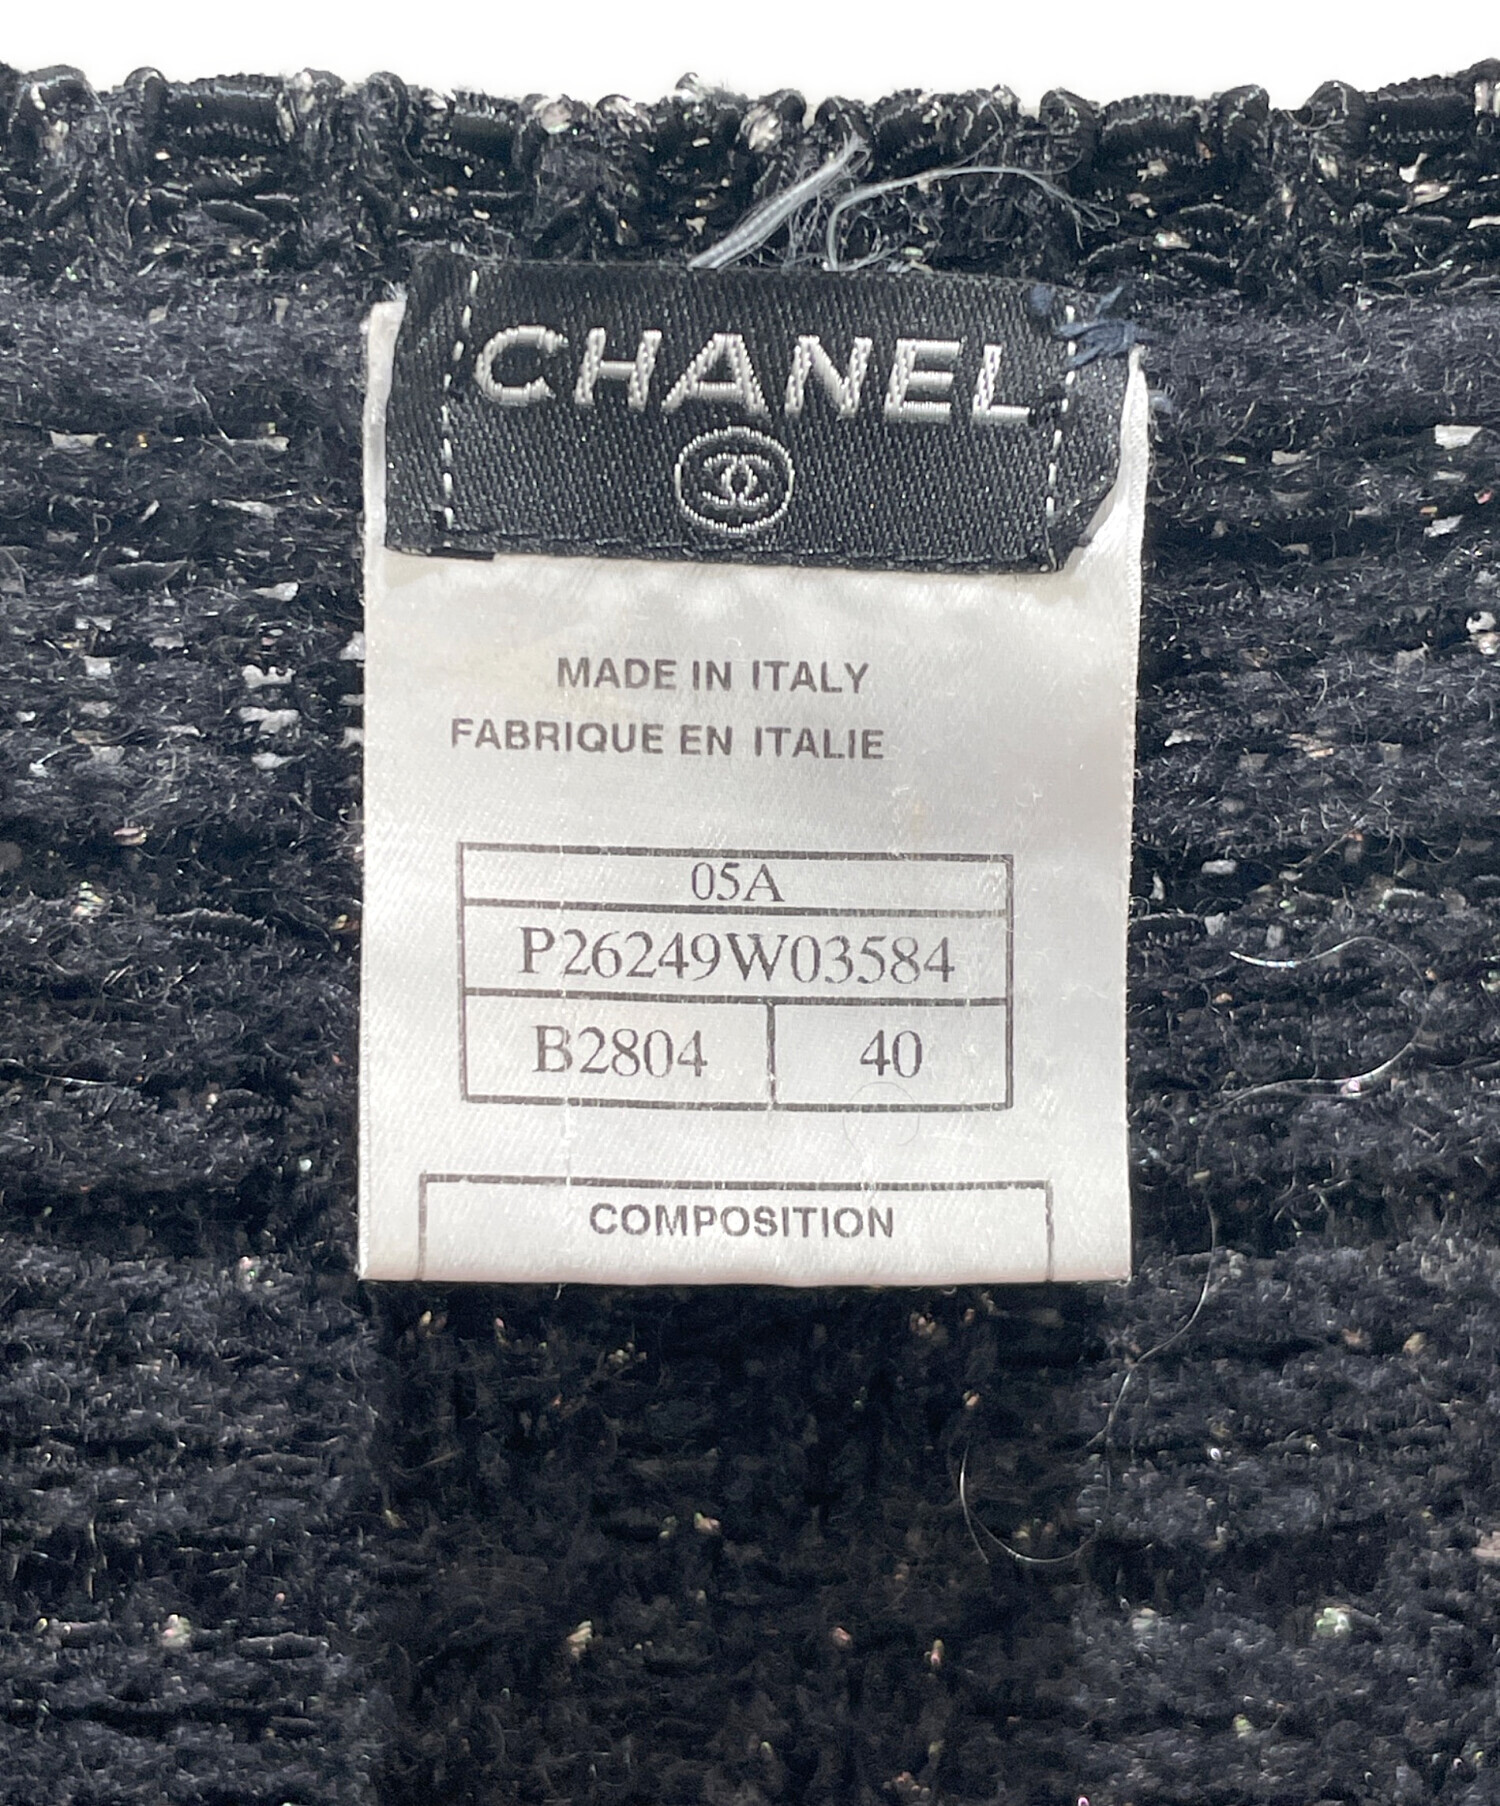 CHANEL
MADE IN ITALY
FABRIQUE EN ITALIE
05A
P26249W03584
B2804 40
COMPOSITION